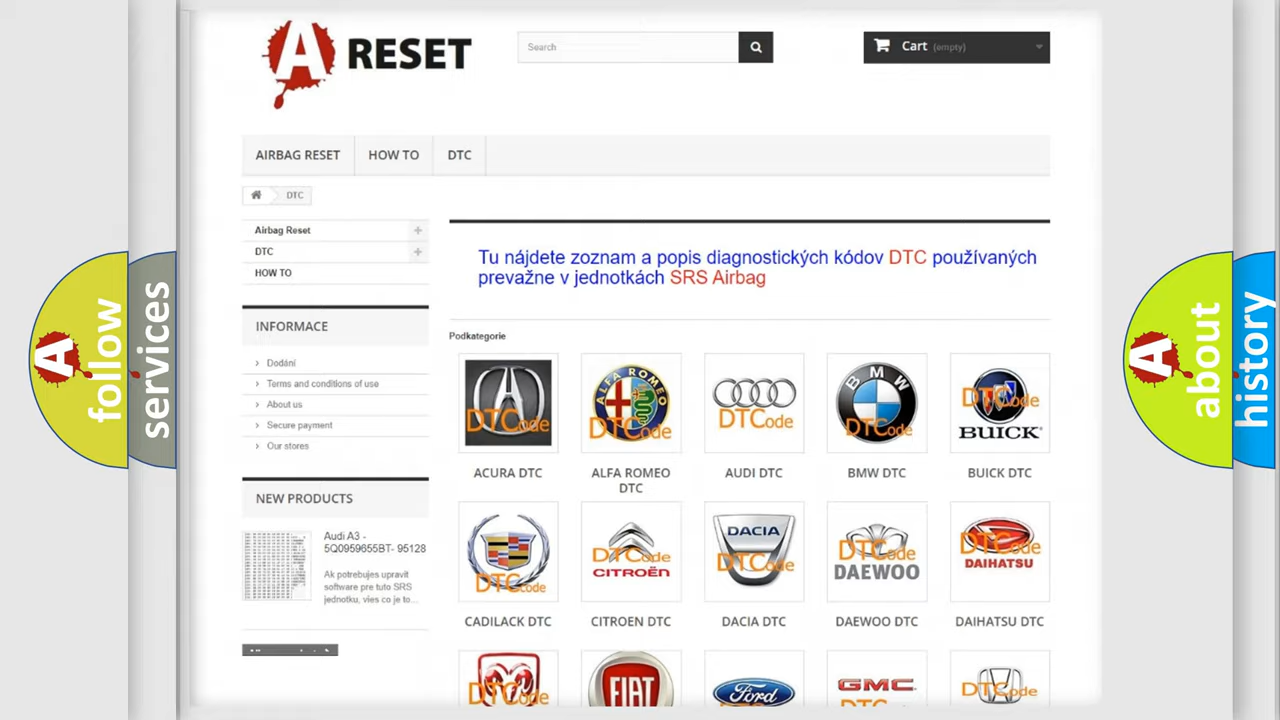 A RESET
Search
Cart (empty)
AIRBAG RESET
HOW TO
DTC
DTC
Airbag Reset
DTC
HOW TO
INFORMACE
Dodání
Terms and conditions of use
About us
Secure payment
Our stores
NEW PRODUCTS
Audi A3 -
5Q0959655BT- 95128
Ak potrebujes upravit
software pre tuto SRS
jednotku, vies co je to...
Tu nájdete zoznam a popis diagnostických kódov DTC používaných
prevažne v jednotkách SRS Airbag
Podkategorie
DTCode
ALFA ROMEO
DTCode
DTCode
BMW
DTCode
DTCode
BUICK
ACURA DTC
ALFA ROMEO
DTC
AUDI DTC
BMW DTC
BUICK DTC
DTCode
DTCode
CITROËN
DACIA
DTCode
DTCode
DAEWOO
DTCode
DAIHATSU
CADILACK DTC
CITROEN DTC
DACIA DTC
DAEWOO DTC
DAIHATSU DTC
DTCode
FIAT
Ford
GMC
DTCode
A follow
services
A about
history